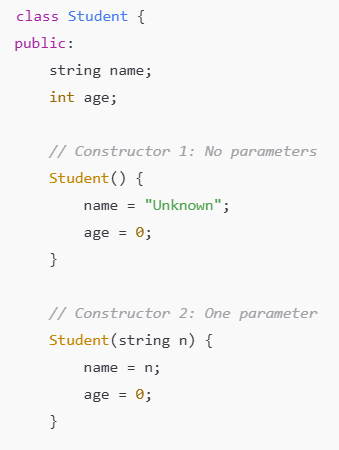 class Student {
public:
    string name;
    int age;

    // Constructor 1: No parameters
    Student() {
        name = "Unknown";
        age = 0;
    }

    // Constructor 2: One parameter
    Student(string n) {
        name = n;
        age = 0;
    }